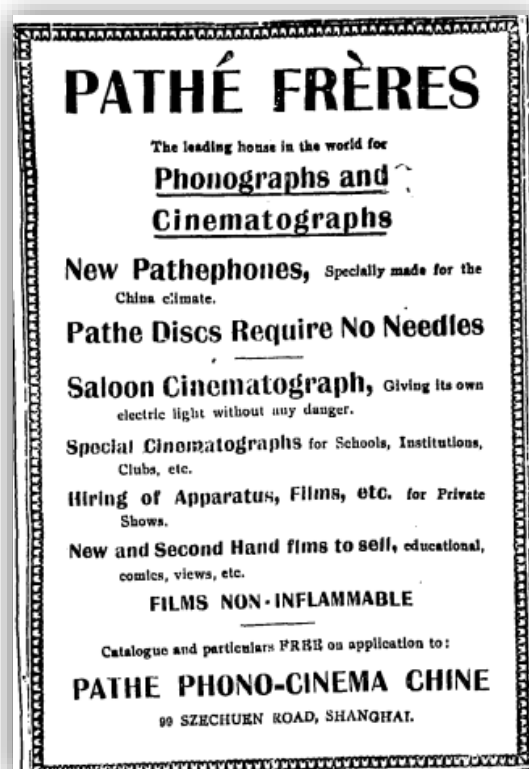 PATHÉ FRÈRES
The leading house in the world for
Phonographs and
Cinematographs
New Pathephones, Specially made for the
China climate.
Pathe Discs Require No Needles
Saloon Cinematograph, Giving its own
electric light without any danger.
Special Cinematographs for Schools, Institutions,
Clubs, etc.
Hiring of Apparatus, Films, etc. for Private
Shows.
New and Second Hand flms to sell, educational,
comics, views, etc.
FILMS NON-INFLAMMABLE
Catalogue and particulars FREE on application to:
PATHE PHONO-CINEMA CHINE
99 SZECHUEN ROAD, SHANGHAI.